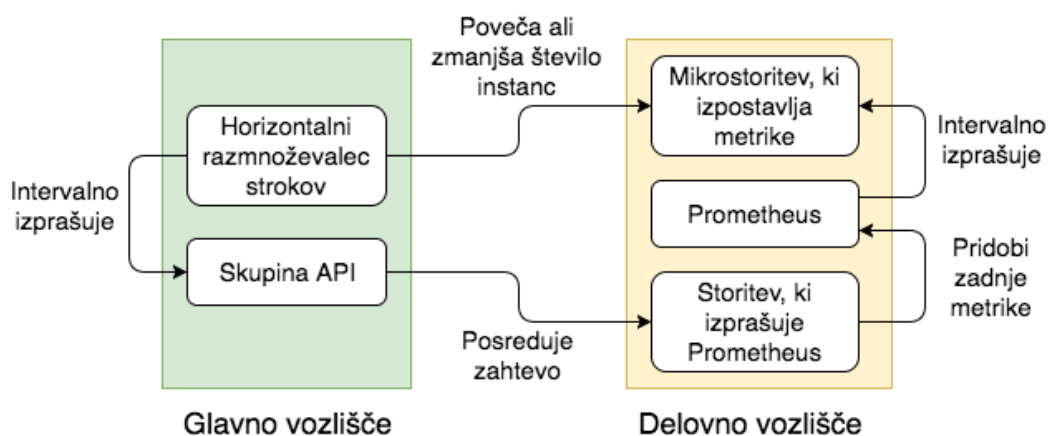 Poveča ali
zmanjša število
instanc
Horizontalni
razmnoževalec
strokov
Intervalno
izprašuje
Skupina API
Posreduje
zahtevo
Glavno vozlišče
Mikrostoritev, ki
izpostavlja
metrike
Intervalno
izprašuje
Prometheus
Pridobi
zadnje
metrike
Storitev, ki
izprašuje
Prometheus
Delovno vozlišče